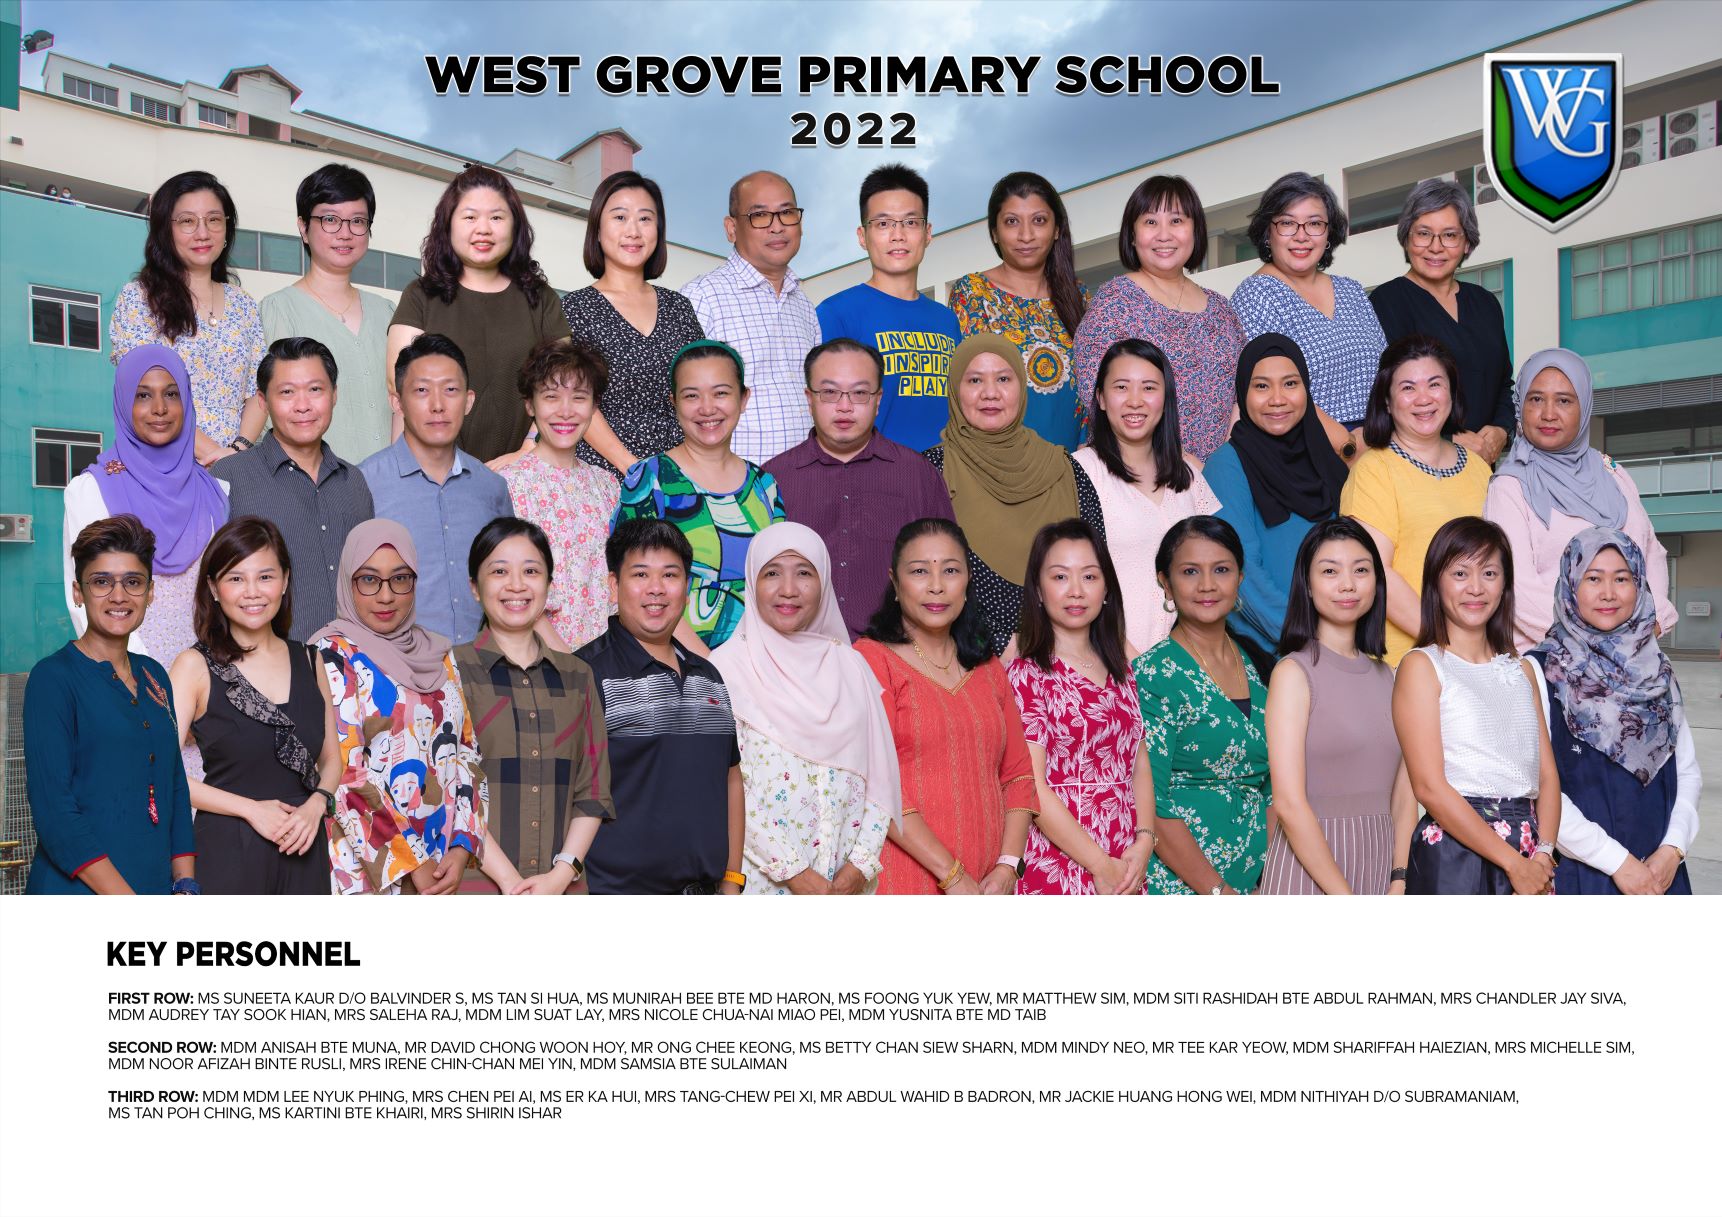 WEST GROVE PRIMARY SCHOOL
2022
WG
INCLUDE
INSPIR
PLAY
KEY PERSONNEL
FIRST ROW: MS SUNEETA KAUR D/O BALVINDER S, MS TAN SI HUA, MS MUNIRAH BEE BTE MD HARON, MS FOONG YUK YEW, MR MATTHEW SIM, MDM SITI RASHIDAH BTE ABDUL RAHMAN, MRS CHANDLER JAY SIVA,
MDM AUDREY TAY SOOK HIAN, MRS SALEHA RAJ, MDM LIM SUAT LAY, MRS NICOLE CHUA-NAI MIAO PEI, MDM YUSNITA BTE MD TAIB
SECOND ROW: MDM ANISAH BTE MUNA, MR DAVID CHONG WOON HOY, MR ONG CHEE KEONG, MS BETTY CHAN SIEW SHARN, MDM MINDY NEO, MR TEE KAR YEOW, MDM SHARIFFAH HAIEZIAN, MRS MICHELLE SIM,
MDM NOOR AFIZAH BINTE RUSLI, MRS IRENE CHIN-CHAN MEI YIN, MDM SAMSIA BTE SULAIMAN
THIRD ROW: MDM MDM LEE NYUK PHING, MRS CHEN PEI AI, MS ER KA HUI, MRS TANG-CHEW PEI XI, MR ABDUL WAHID B BADRON, MR JACKIE HUANG HONG WEI, MDM NITHIYAH D/O SUBRAMANIAM,
MS TAN POH CHING, MS KARTINI BTE KHAIRI, MRS SHIRIN ISHAR